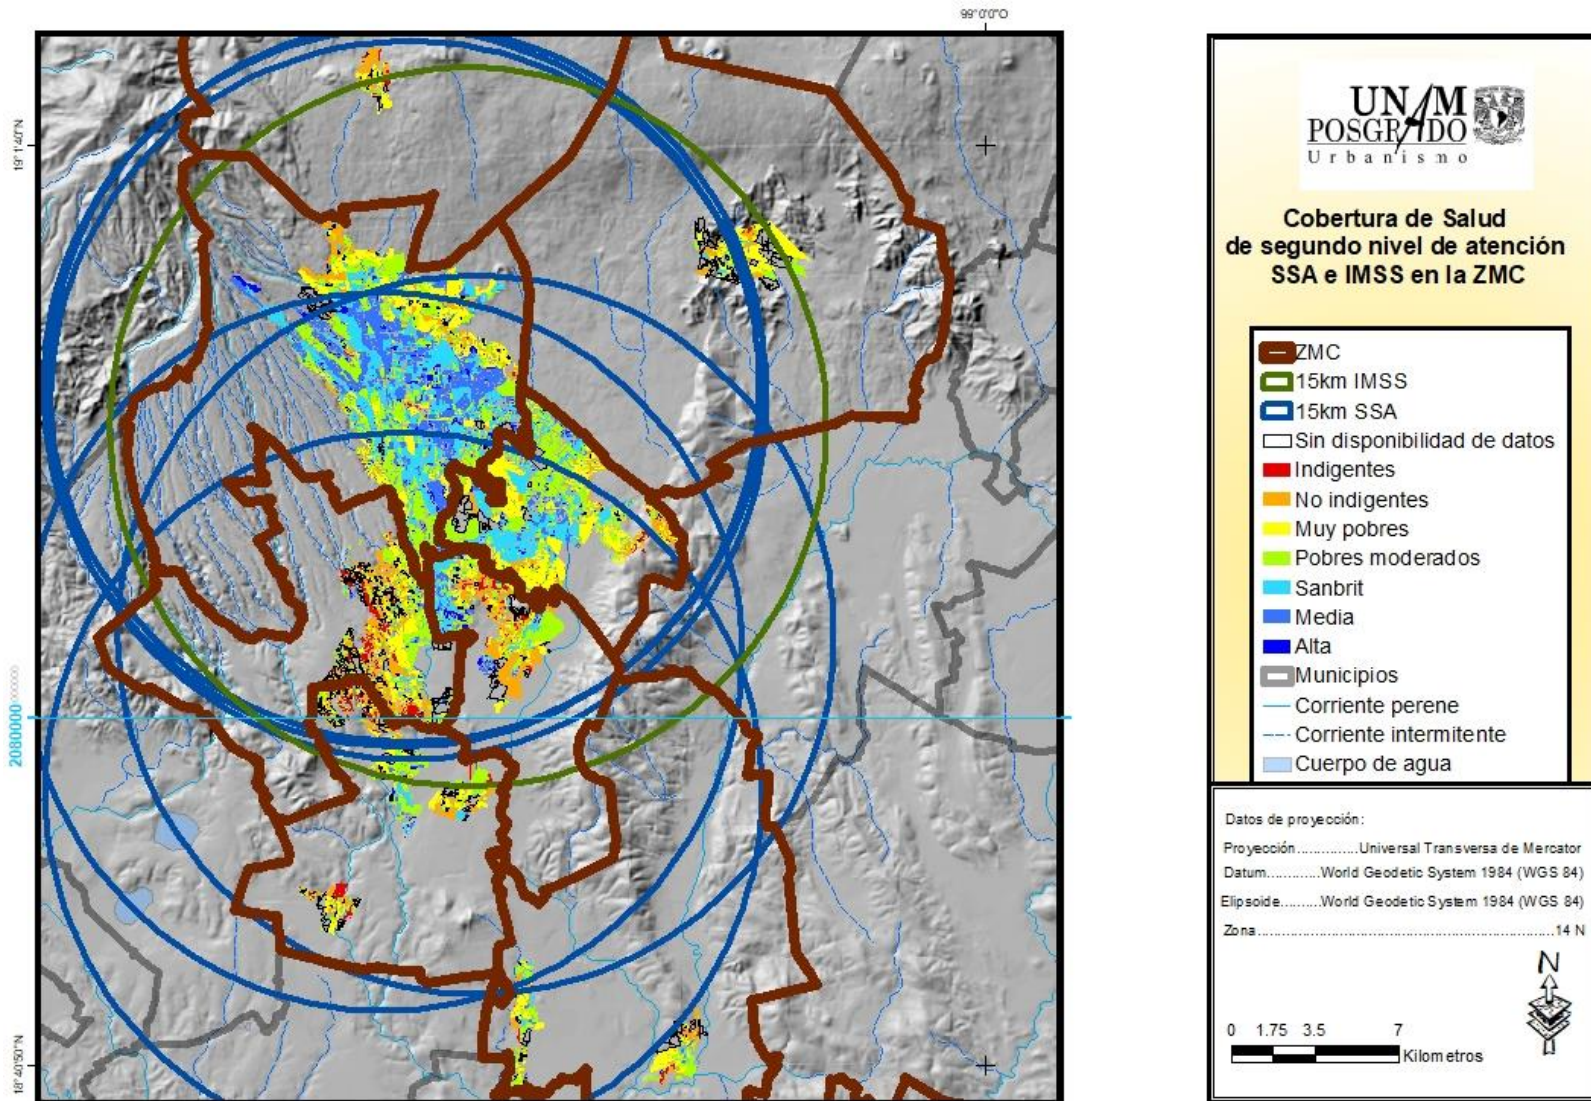 99°0'0"O
19°1'40"N
2080000
18°40'50"N
UNAM
POSGRADO
Urbanismo
Cobertura de Salud
de segundo nivel de atención
SSA e IMSS en la ZMC
ZMC
15km IMSS
15km SSA
Sin disponibilidad de datos
Indigentes
No indigentes
Muy pobres
Pobres moderados
Sanbrit
Media
Alta
Municipios
Corriente perene
Corriente intermitente
Cuerpo de agua
Datos de proyección:
Proyección...............Universal Transversa de Mercator
Datum............World Geodetic System 1984 (WGS 84)
Elipsoide.........World Geodetic System 1984 (WGS 84)
Zona......................................................................14 N
N
0 1.75 3.5 7
Kilometros